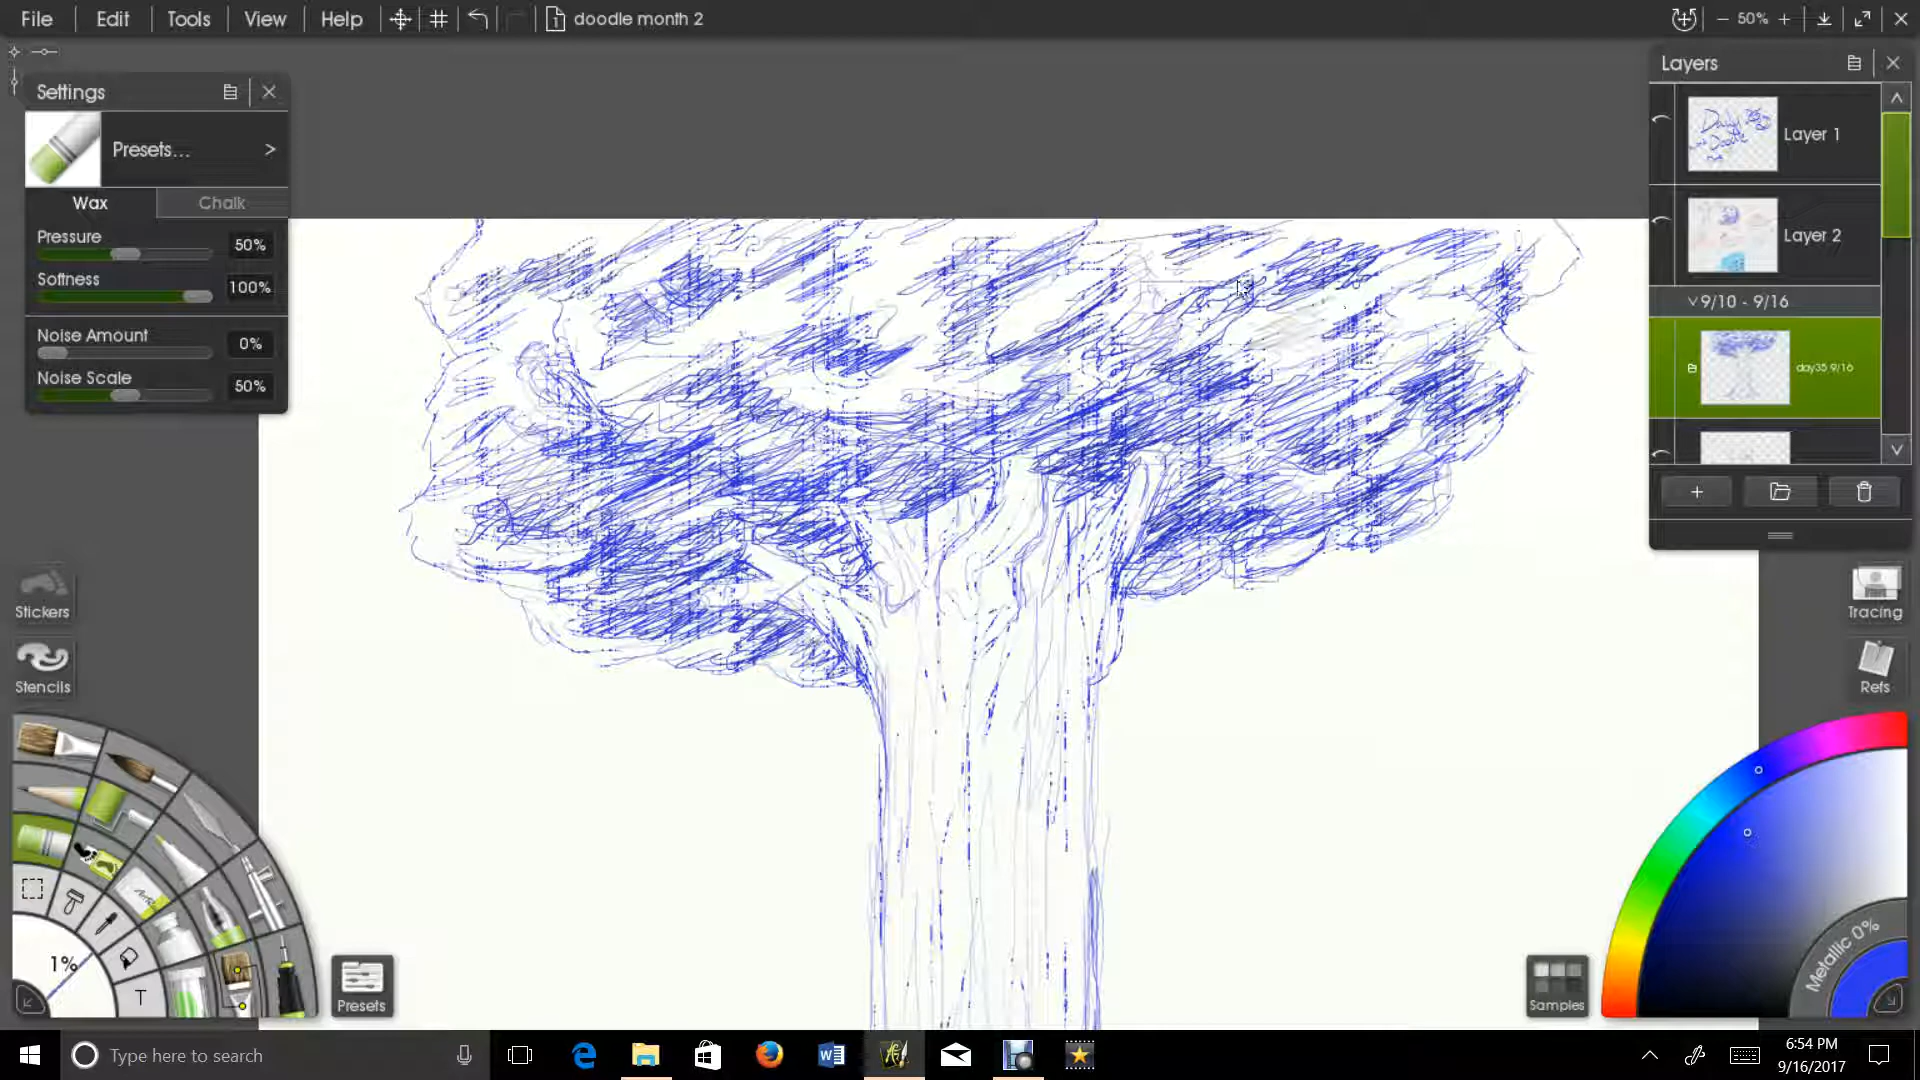 File Edit Tools View Help doodle month 2 50%
Settings
Presets... >
Wax Chalk
Pressure 50%
Softness 100%
Noise Amount 0%
Noise Scale 50%
Layers
Daily
Doodle
Layer 1
Layer 2
9/10 - 9/16
day35 9/16
Stickers
Stencils
Tracing
Refs
1%
T
Presets
Samples
Metallic 0%
Type here to search
6:54 PM
9/16/2017